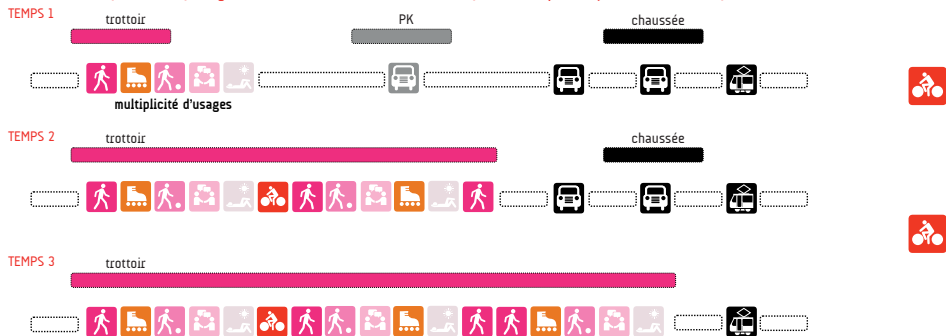 TEMPS 1
trottoir PK chaussée
multiplicité d'usages
TEMPS 2
trottoir chaussée
TEMPS 3
trottoir